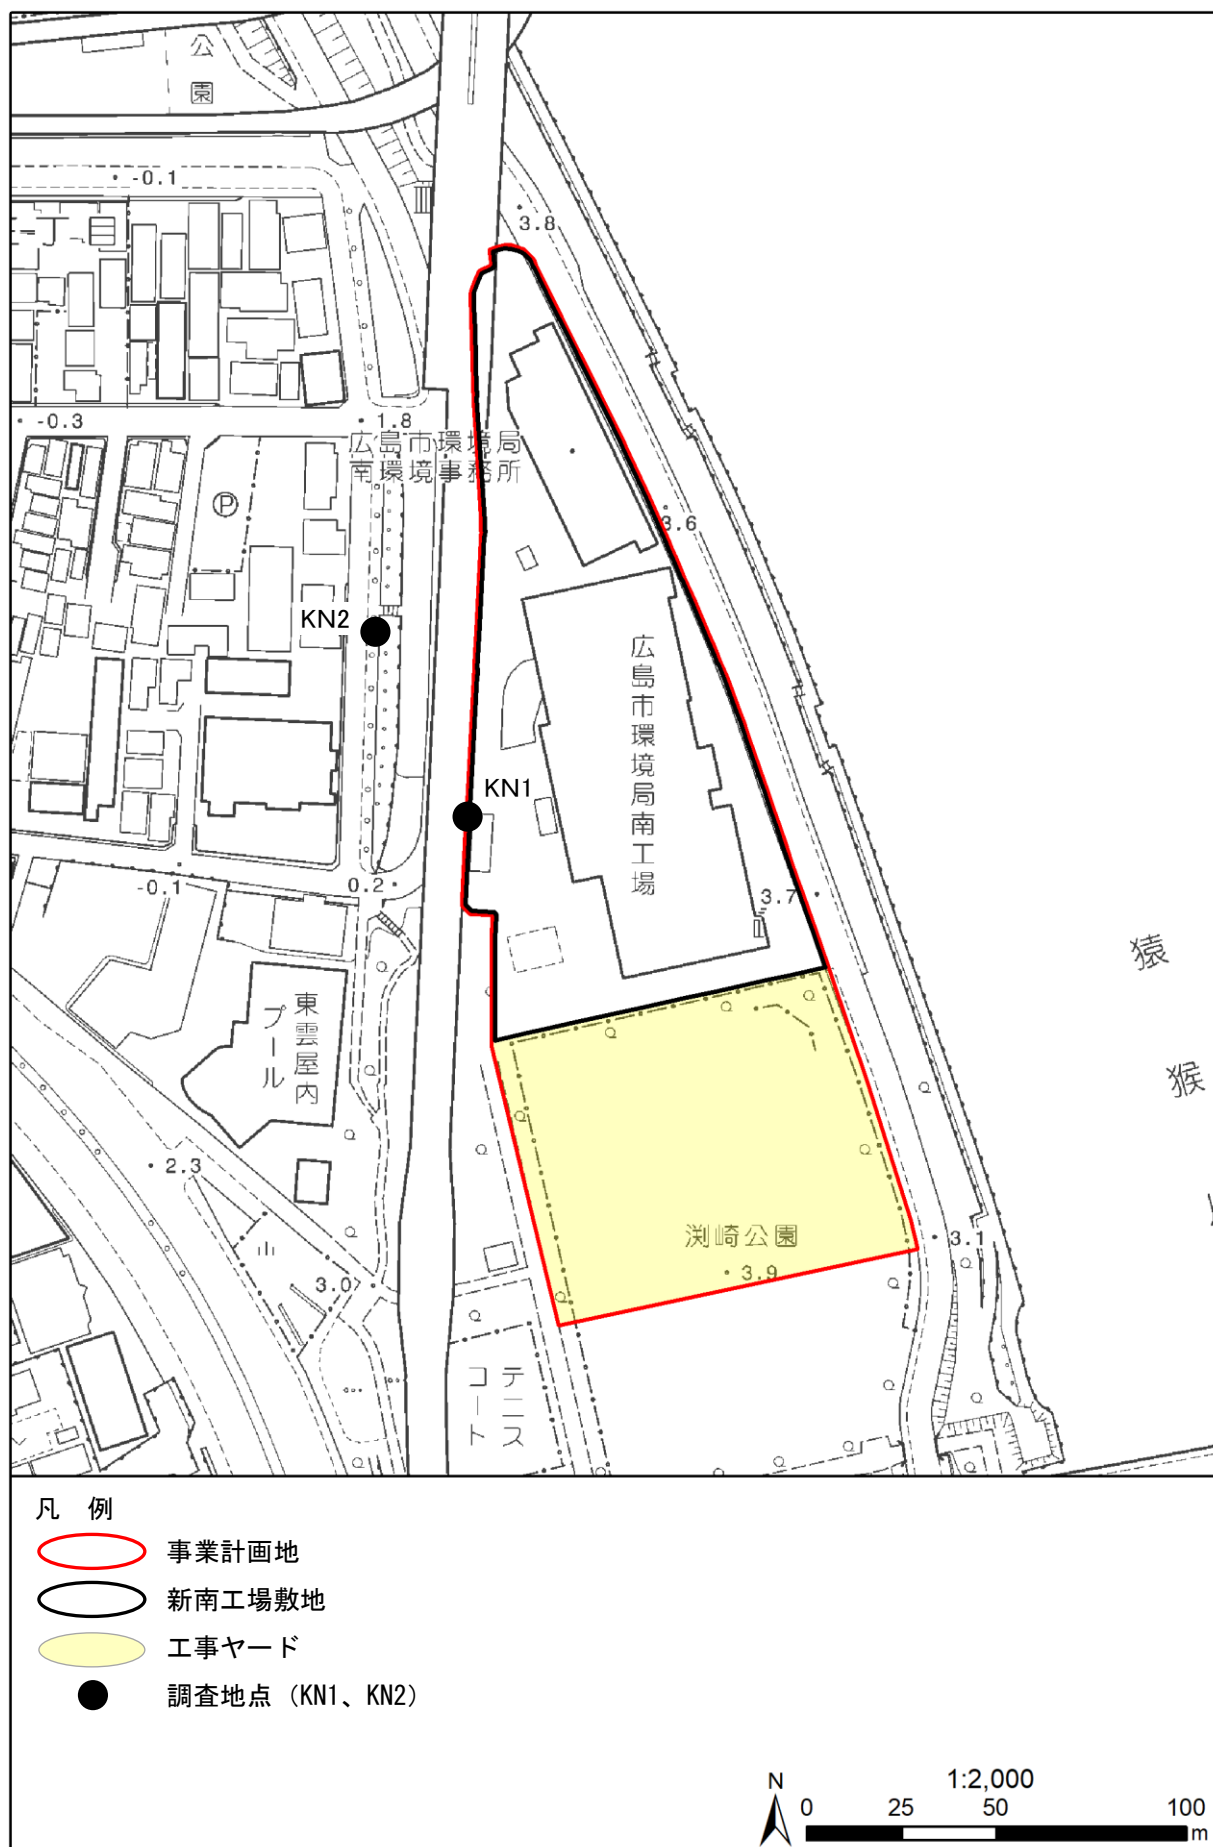 公園
-0.1
3.8
-0.3
1.8
広島市環境局
南環境事務所
P
3.6
KN2
広島市環境局南工場
KN1
-0.1
0.2
3.7
猿
猴
東雲屋内
プール
2.3
3.0
渕崎公園
3.9
3.1
テニス
コート
凡 例
事業計画地
新南工場敷地
工事ヤード
調査地点（KN1、KN2）
N
1:2,000
0 25 50 100
m